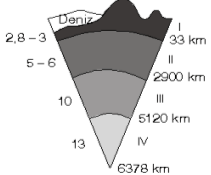 Deniz
I
2,8 – 3
33 km
5 – 6
II
2900 km
10
III
5120 km
13
IV
6378 km